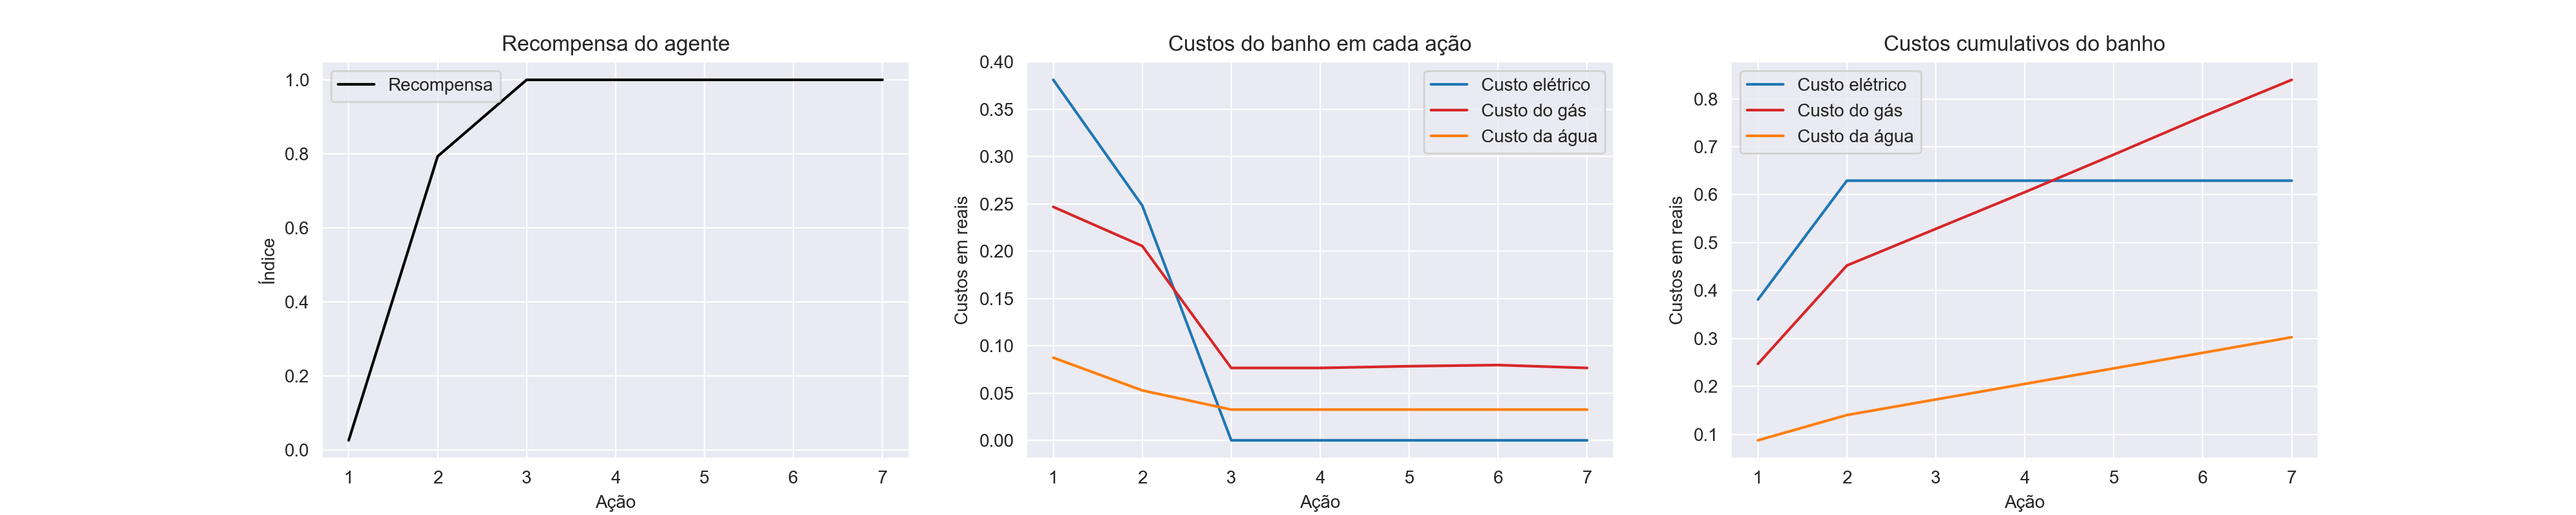 Recompensa do agente
Recompensa
1.0
0.8
0.6
0.4
0.2
0.0
Índice
1 2 3 4 5 6 7
Ação
Custos do banho em cada ação
Custo elétrico
Custo do gás
Custo da água
0.40
0.35
0.30
0.25
0.20
0.15
0.10
0.05
0.00
Custos em reais
1 2 3 4 5 6 7
Ação
Custos cumulativos do banho
Custo elétrico
Custo do gás
Custo da água
0.8
0.7
0.6
0.5
0.4
0.3
0.2
0.1
Custos em reais
1 2 3 4 5 6 7
Ação